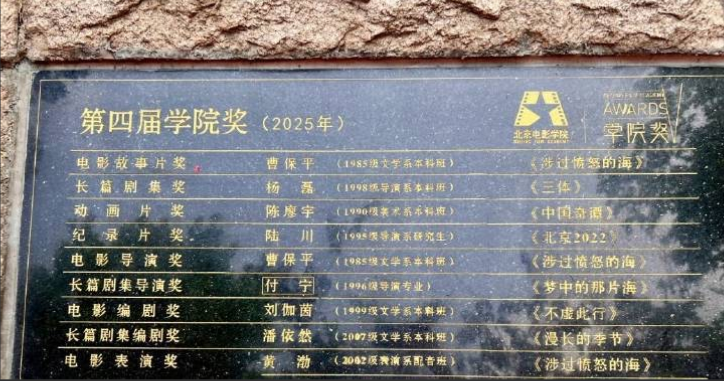 第四届学院奖（2025年）
北京电影学院
AWARDS
学院奖
电影故事片奖 曹保平 （1985级文学系本科班） 《涉过愤怒的海》
长篇剧集奖 杨磊 （1998级导演系本科班） 《三体》
动画片奖 陈廖宇 （1990级美术系本科班） 《中国奇谭》
纪录片奖 陆川 （1995级导演系研究生） 《北京2022》
电影导演奖 曹保平 （1985级文学系本科班） 《涉过愤怒的海》
长篇剧集导演奖 付宁 （1996级导演专业） 《梦中的那片海》
电影编剧奖 刘伽茵 （1999级文学系本科班） 《不虚此行》
长篇剧集编剧奖 潘依然 （2007级文学系本科班） 《漫长的季节》
电影表演奖 黄渤 （2002级表演系配音班） 《涉过愤怒的海》